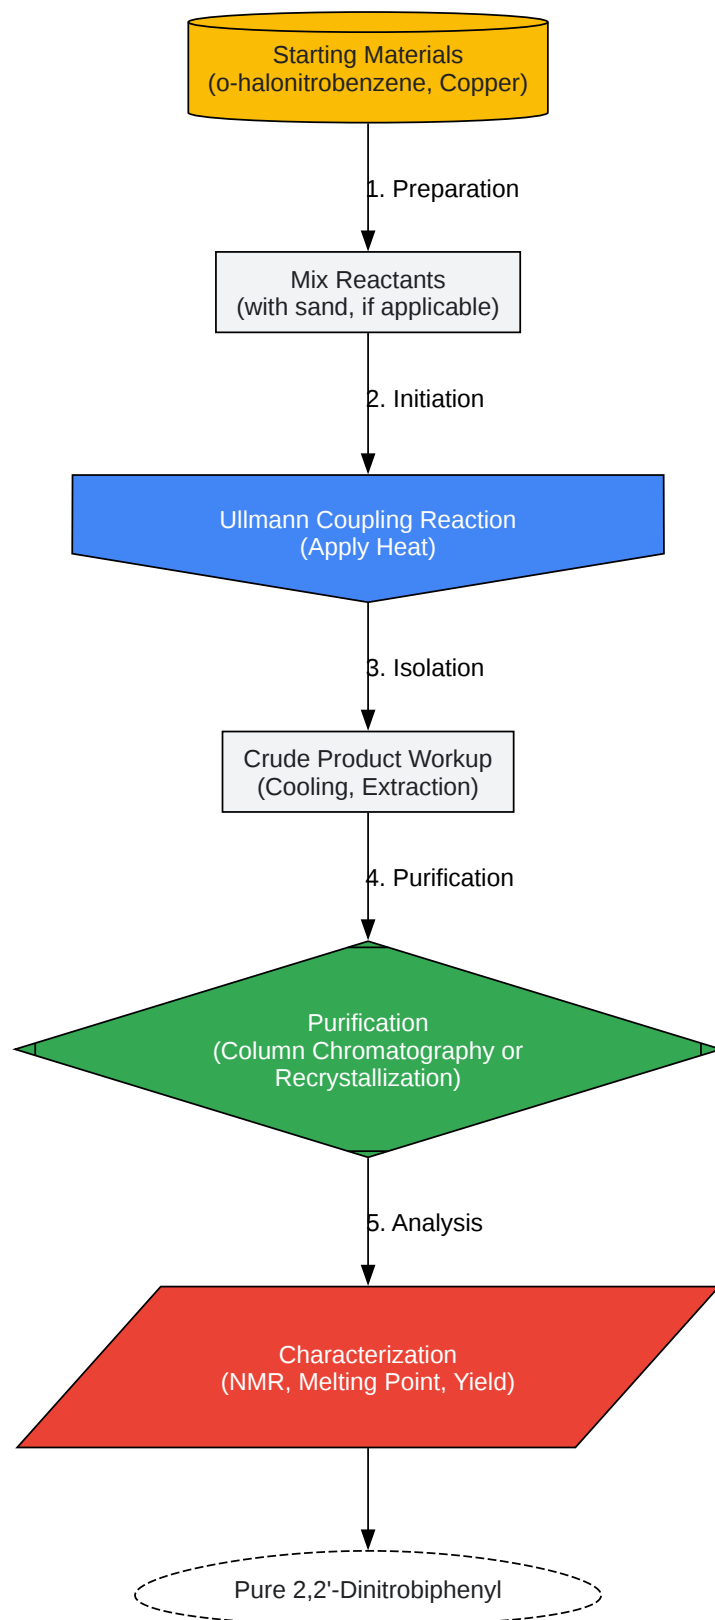 Starting Materials
(o-halonitrobenzene, Copper)
1. Preparation
Mix Reactants
(with sand, if applicable)
2. Initiation
Ullmann Coupling Reaction
(Apply Heat)
3. Isolation
Crude Product Workup
(Cooling, Extraction)
4. Purification
Purification
(Column Chromatography or
Recrystallization)
5. Analysis
Characterization
(NMR, Melting Point, Yield)
Pure 2,2'-Dinitrobiphenyl